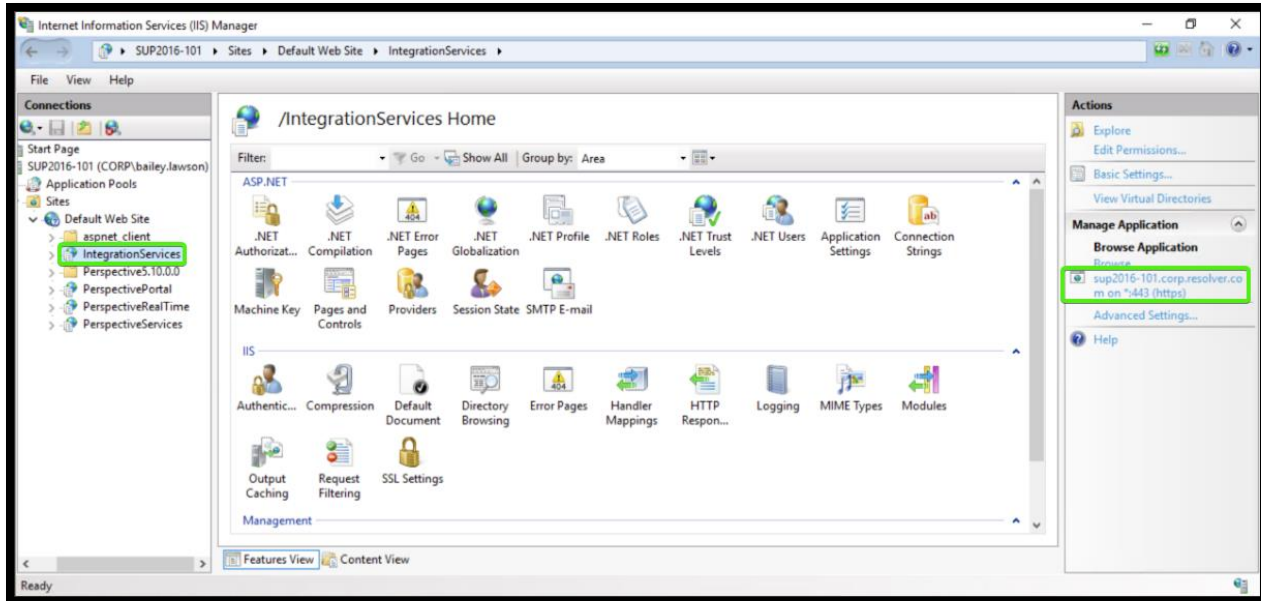 Internet Information Services (IIS) Manager
SUP2016-101 Sites Default Web Site IntegrationServices
File View Help
Connections
Start Page
SUP2016-101 (CORP\bailey.lawson)
Application Pools
Sites
Default Web Site
aspnet_client
IntegrationServices
Perspective5.10.0.0
PerspectivePortal
PerspectiveRealTime
PerspectiveServices
/IntegrationServices Home
Filter: Go Show All Group by: Area
ASP.NET
.NET Authorizat...
.NET Compilation
.NET Error Pages
.NET Globalization
.NET Profile
.NET Roles
.NET Trust Levels
.NET Users
Application Settings
Connection Strings
Machine Key
Pages and Controls
Providers
Session State
SMTP E-mail
IIS
Authentic...
Compression
Default Document
Directory Browsing
Error Pages
Handler Mappings
HTTP Respon...
Logging
MIME Types
Modules
Output Caching
Request Filtering
SSL Settings
Management
Features View Content View
Actions
Explore
Edit Permissions...
Basic Settings...
View Virtual Directories
Manage Application
Browse Application
Browse
sup2016-101.corp.resolver.co
m on *:443 (https)
Advanced Settings...
Help
Ready